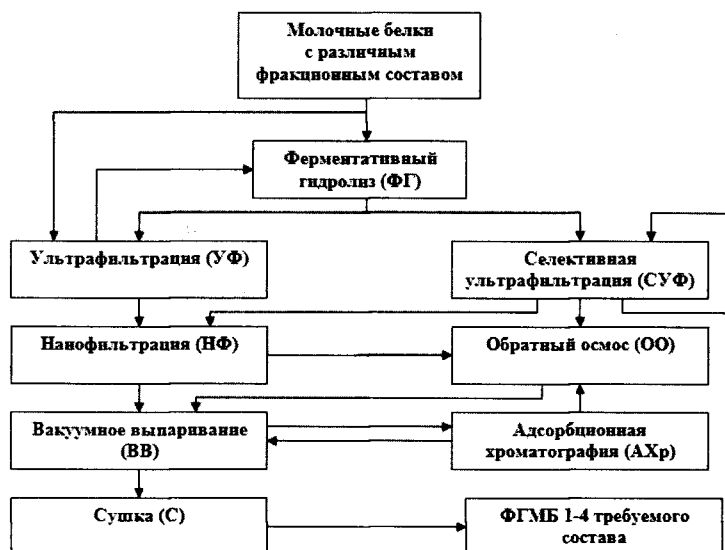 Молочные белки
с различным
фракционным составом
Ферментативный
гидролиз (ФГ)
Ультрафильтрация (УФ)
Селективная
ультрафильтрация (СУФ)
Нанофильтрация (НФ)
Обратный осмос (ОО)
Вакуумное выпаривание
(ВВ)
Адсорбционная
хроматография (АХр)
Сушка (С)
ФГМБ 1-4 требуемого
состава